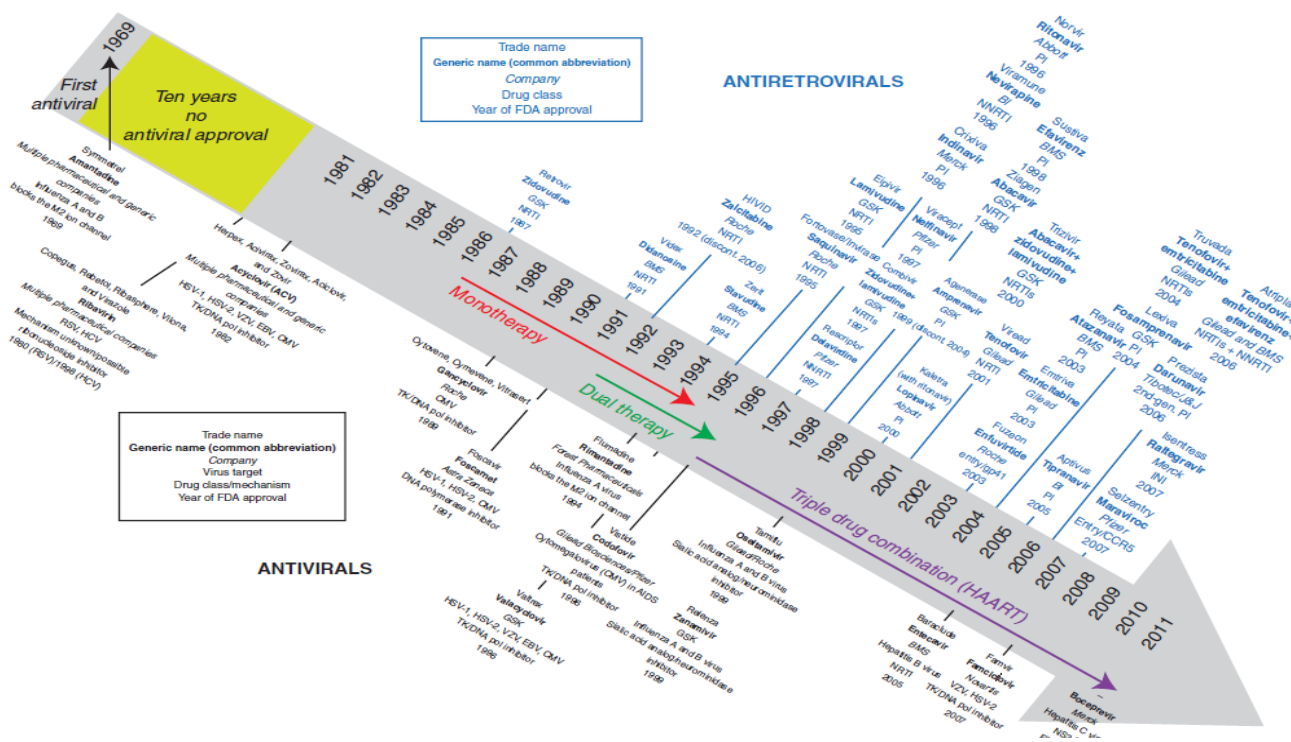 1969
First
antiviral
Ten years
no
antiviral approval
Trade name
Generic name (common abbreviation)
Company
Drug class
Year of FDA approval
ANTIRETROVIRALS
1981
1982
1983
1984
1985
1986
1987
1988
1989
1990
1991
1992
1993
1994
1995
1996
1997
1998
1999
2000
2001
2002
2003
2004
2005
2006
2007
2008
2009
2010
2011
Monotherapy
Dual therapy
Triple drug combination (HAART)
Retrovir
Zidovudine
GSK
NRTI
1987
Videx
Didanosine
BMS
NRTI
1991
HIVID
Zalcitabine
Roche
NRTI
1992 (discont. 2006)
Zerit
Stavudine
BMS
NRTI
1994
Fortovase/Invirase
Saquinavir
Roche
NRTI
1995
Epivir
Lamivudine
GSK
NRTI
1995
Norvir
Ritonavir
Abbott
PI
1996
Crixiva
Indinavir
Merck
PI
1996
Viramune
Nevirapine
BI
NNRTI
1996
Viracept
Nelfinavir
Pfizer
PI
1997
Combivir
Zidovudine+
lamivudine
GSK
NRTIs
1997
Rescriptor
Delavirdine
Pfizer
NNRTI
1997
Sustiva
Efavirenz
BMS
PI
1998
Ziagen
Abacavir
GSK
NRTI
1998
Agenerase
Amprenavir
GSK
PI
1999 (discont. 2004)
Kaletra
(with ritonavir)
Lopinavir
Abbott
PI
2000
Trizivir
Abacavir+
zidovudine+
lamivudine
GSK
NRTIs
2000
Viread
Tenofovir
Gilead
NRTI
2001
Reyata
Atazanavir
BMS
PI
2003
Emtriva
Emtricitabine
Gilead
PI
2003
Fuzeon
Enfuvirtide
Roche
entry/gp41
2003
Lexiva
Fosamprenavir
GSK
PI
2004
Truvada
Tenofovit+
emtricitabine
Gilead
NRTIs
2004
Aptivus
Tipranavir
BI
PI
2005
Prezista
Darunavir
Tibotec/J&J
2nd-gen. PI
2006
Atripla
Tenofovir+
emtricitabine+
efavirenz
Gilead and BMS
NRTIs + NNRTI
2006
Isentress
Raltegravir
Merck
INI
2007
Selzentry
Maraviroc
Pfizer
Entry/CCR5
2007
Symmetrel
Amantadine
Multiple pharmaceutical and generic
companies
Influenza A and B
blocks the M2 ion channel
1969
Copegus, Rebetol, Ribasphere, Vilona,
and Virazole
Ribavirin
Multiple pharmaceutical companies
RSV, HCV
Mechanism unknown/possible
ribonucleoside inhibitor
1980 (RSV)/1998 (HCV)
and Zovir
Acyclovir (ACV)
Multiple pharmaceutical and generic
companies
HSV-1, HSV-2, VZV, EBV, CMV
TK/DNA pol inhibitor
1982
Cytovene, Cymevene, Vitrasert
Gancyclovir
Roche
CMV
TK/DNA pol inhibitor
1989
Foscavir
Foscarnet
Astra Zeneca
HSV-1, HSV-2, CMV
DNA polymerase inhibitor
1991
Flumadine
Rimantadine
Forest Pharmaceuticals
Influenza A virus
blocks the M2 ion channel
1994
Vistide
Codofovir
Gilead Biosciences/Pfizer
Cytomegalovirus (CMV) in AIDS
patients
TK/DNA pol inhibitor
1996
Valtrex
Valacyclovir
GSK
HSV-1, HSV-2, VZV, EBV, CMV
TK/DNA pol inhibitor
1996
Tamiflu
Oseltamivir
Gilead/Roche
Influenza A and B virus
Sialic acid analog/neurominidase
inhibitor
1999
Relenza
Zanamivir
GSK
Influenza A and B virus
Sialic acid analog/neurominidase
inhibitor
1999
Baraclude
Entecavir
BMS
Hepatitis B virus
NRTI
2005
Famvir
Famciclovir
Novartis
VZV, HSV-2
TK/DNA pol inhibitor
2007
–
Boceprevir
Merck
Hepatitis C
Trade name
Generic name (common abbreviation)
Company
Virus target
Drug class/mechanism
Year of FDA approval
ANTIVIRALS